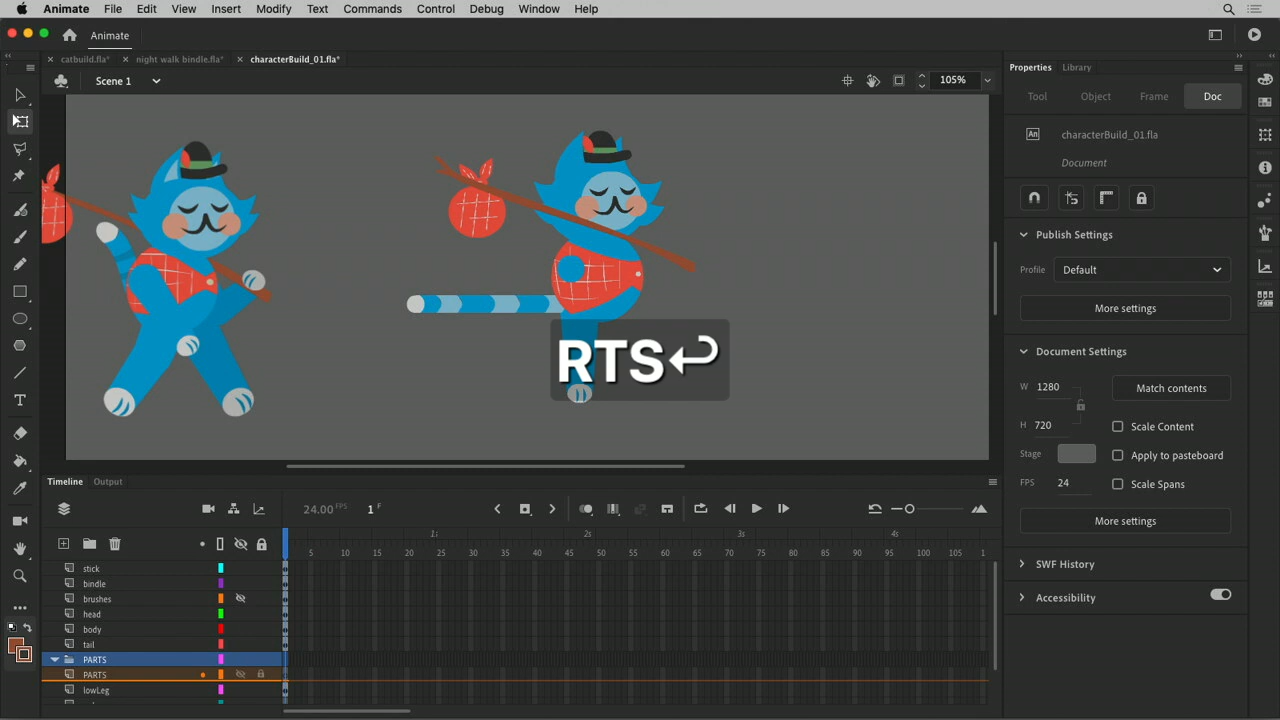 Animate File Edit View Insert Modify Text Commands Control Debug Window Help
Animate
catbuild.fla* night walk bindle.fla* characterBuild_01.fla*
Scene 1 105%
Properties Library
Tool Object Frame Doc
An characterBuild_01.fla
Document
Publish Settings
Profile Default
More settings
Document Settings
W 1280 Match contents
H 720 Scale Content
Stage Apply to pasteboard
FPS 24 Scale Spans
More settings
SWF History
Accessibility
RTS↩
Timeline Output
24.00 FPS 1 F
1s 2s 3s 4s
5 10 15 20 25 30 35 40 45 50 55 60 65 70 75 80 85 90 95 100 105 1
stick
bindle
brushes
head
body
tail
PARTS
PARTS
lowLeg